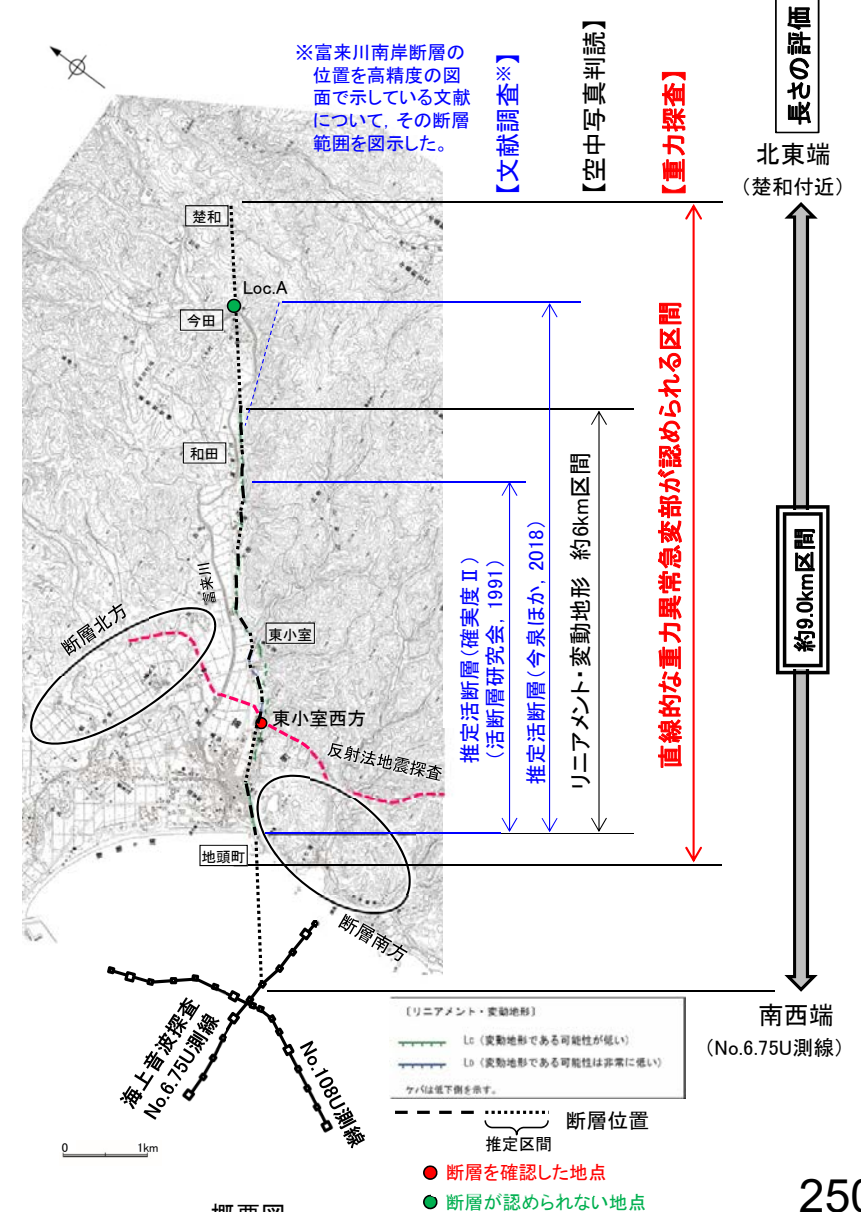 ※富来川南岸断層の
位置を高精度の図
面で示している文献
について，その断層
範囲を図示した。
【文献調査※】
【空中写真判読】
【重力探査】
長さの評価
北東端
（楚和付近）
楚和
Loc.A
今田
和田
富来川
断層北方
東小室
東小室西方
反射法地震探査
地頭町
断層南方
推定活断層（確実度Ⅱ）
（活断層研究会，1991）
推定活断層（今泉ほか，2018）
リニアメント・変動地形 約6km区間
直線的な重力異常急変部が認められる区間
約9.0km区間
南西端
（No.6.75U測線）
海上音波探査
No.6.75U測線
No.108U測線
〔リニアメント・変動地形〕
Lc （変動地形である可能性が低い）
LD （変動地形である可能性は非常に低い）
ケバは低下側を示す。
断層位置
推定区間
断層を確認した地点
断層が認められない地点
0 1km
概要図
250